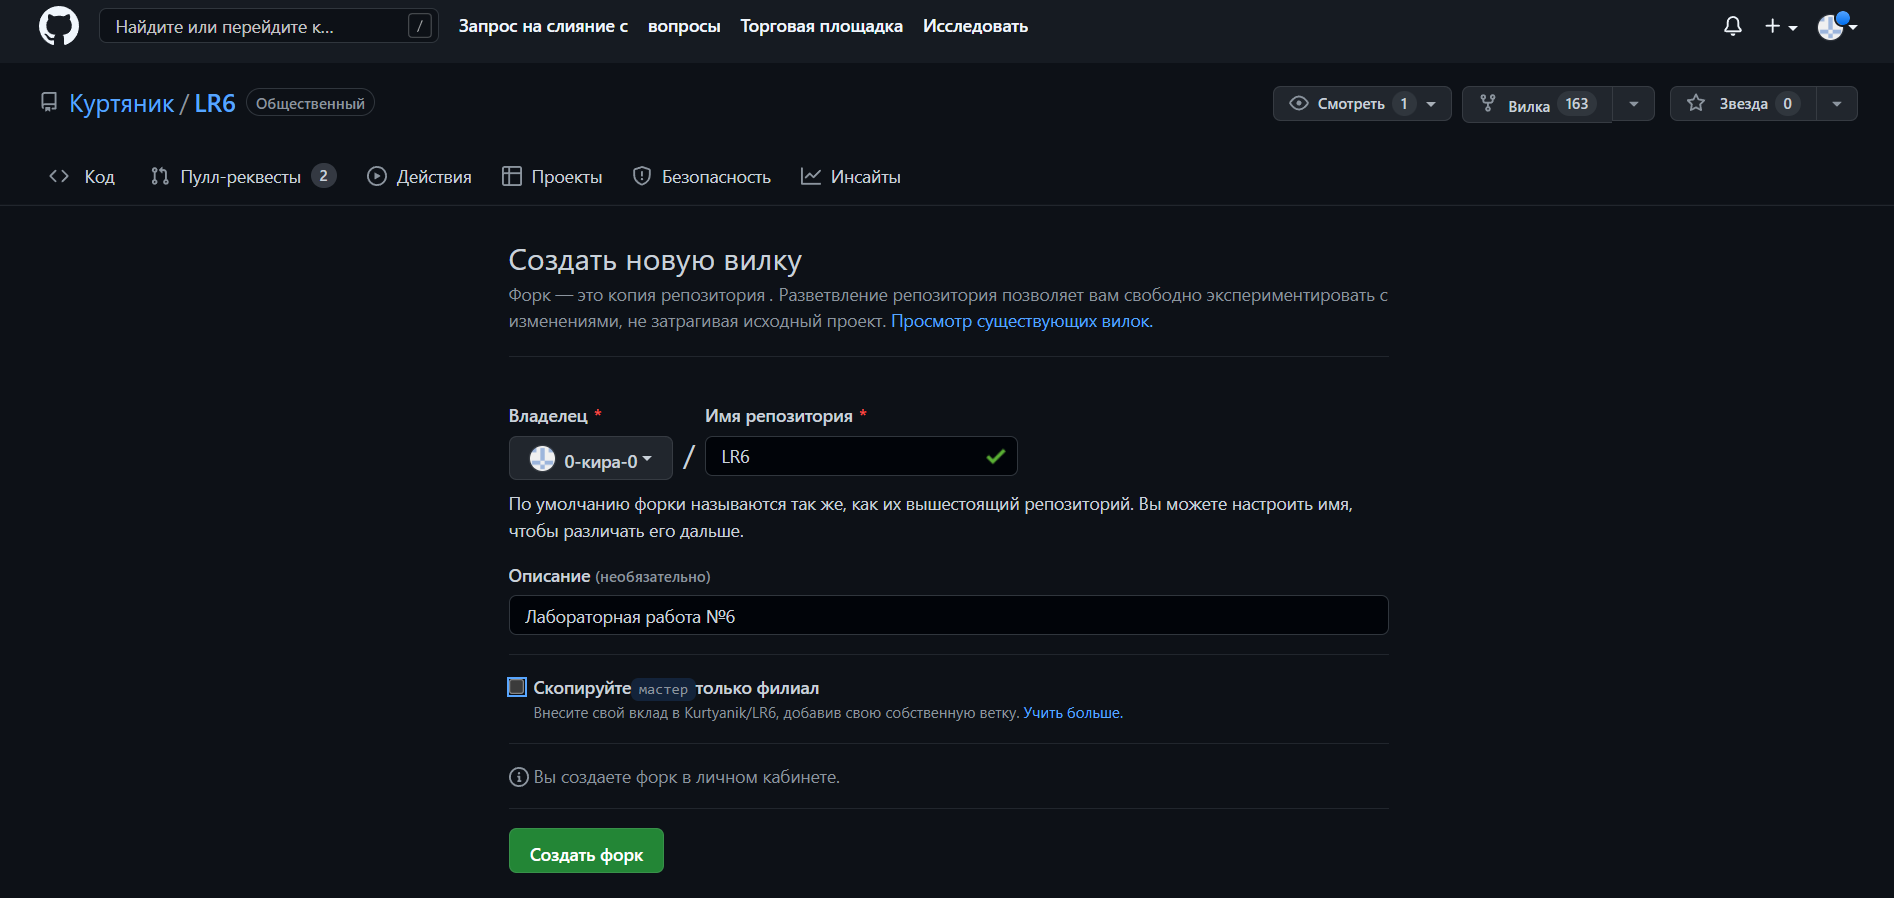 Найдите или перейдите к... / Запрос на слияние с вопросы Торговая площадка Исследовать
Куртяник / LR6 Общественный Смотреть 1 Вилка 163 Звезда 0
Код Пулл-реквесты 2 Действия Проекты Безопасность Инсайты
Создать новую вилку
Форк — это копия репозитория . Разветвление репозитория позволяет вам свободно экспериментировать с
изменениями, не затрагивая исходный проект. Просмотр существующих вилок.
Владелец * Имя репозитория *
0-кира-0 / LR6
По умолчанию форки называются так же, как их вышестоящий репозиторий. Вы можете настроить имя,
чтобы различать его дальше.
Описание (необязательно)
Лабораторная работа №6
Скопируйте мастер только филиал
Внесите свой вклад в Kurtyanik/LR6, добавив свою собственную ветку. Учить больше.
Вы создаете форк в личном кабинете.
Создать форк